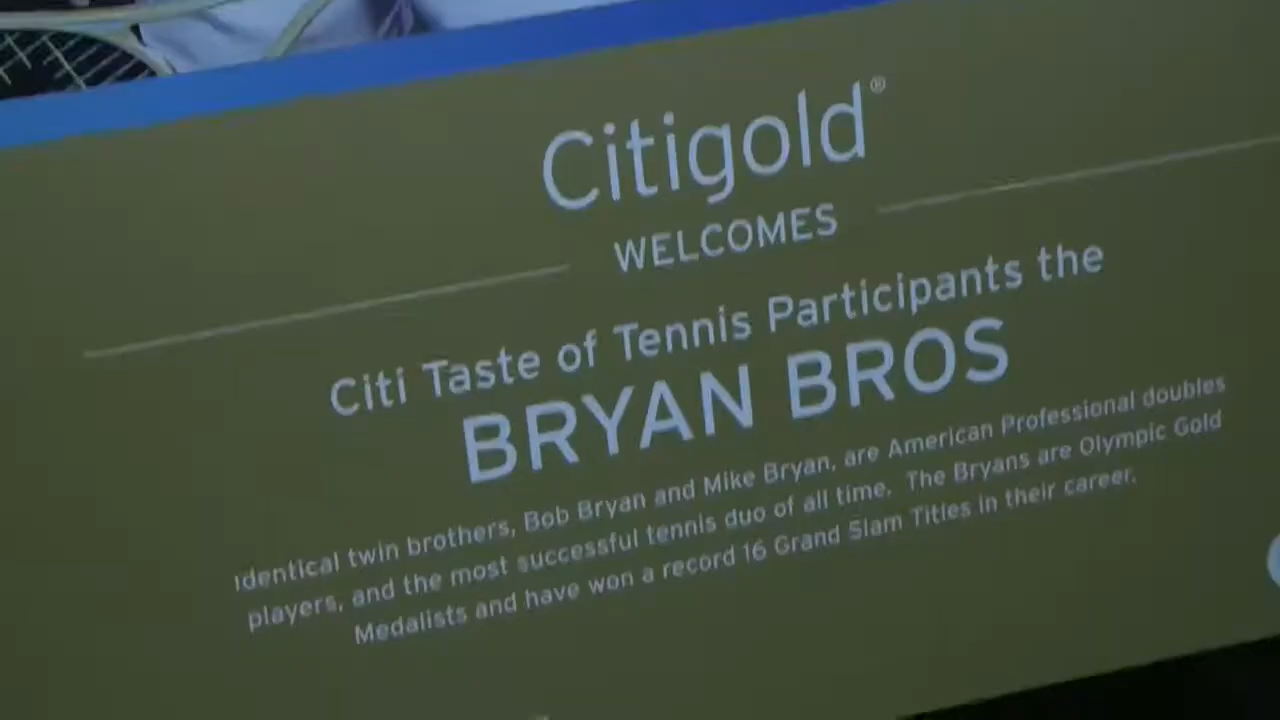 Citigold®
WELCOMES
Citi Taste of Tennis Participants the
BRYAN BROS
Identical twin brothers, Bob Bryan and Mike Bryan, are American Professional doubles
players, and the most successful tennis duo of all time. The Bryans are Olympic Gold
Medalists and have won a record 16 Grand Slam Titles in their career.